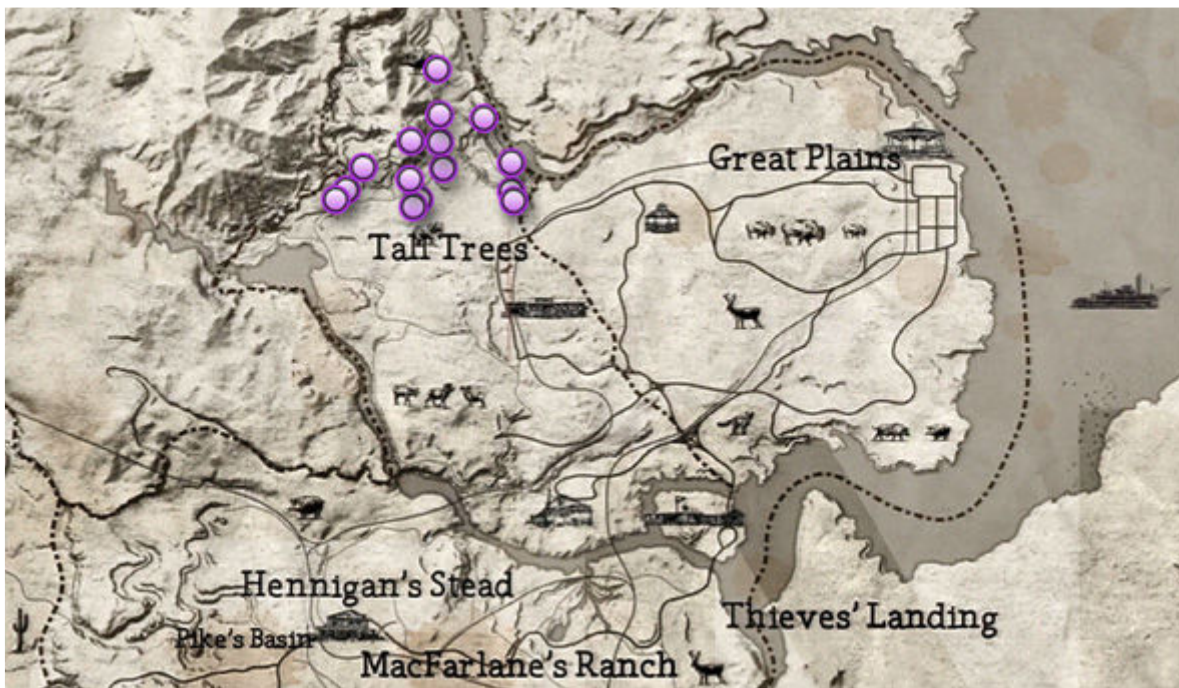 Great Plains
Tall Trees
Hennigan's Stead
Thieves' Landing
Pike's Basin
MacFarlane's Ranch